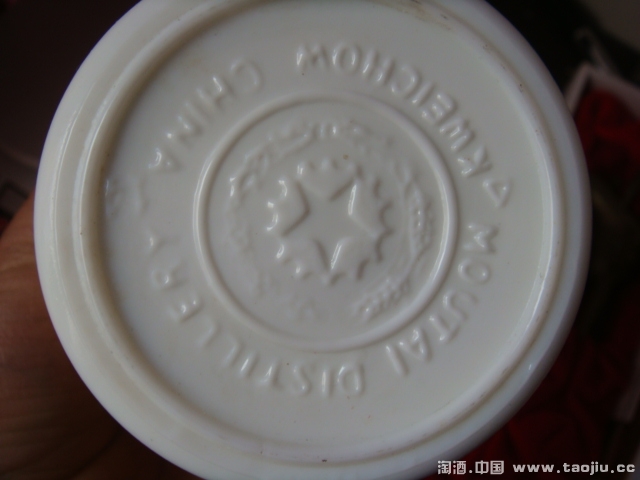 CHINA KWEICHOW
MOUTAI DISTILLERY
淘酒.中国 www.taojiu.cc